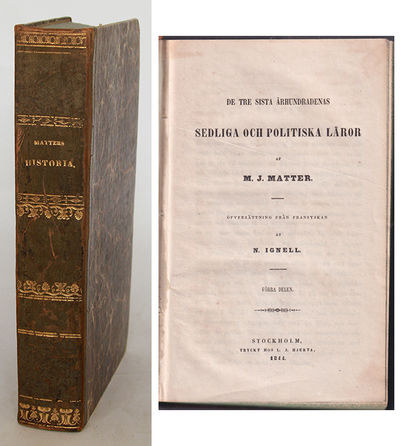 MATTERS
HISTORIA.
DE TRE SISTA ÅRHUNDRADENAS
SEDLIGA OCH POLITISKA LÄROR
AF
M. J. MATTER.
ÖFVERSÄTTNING FRÅN FRANSYSKAN
AF
N. IGNELL.
FÖRRA DELEN.
STOCKHOLM,
TRYCKT HOS L. J. HJERTA,
1844.